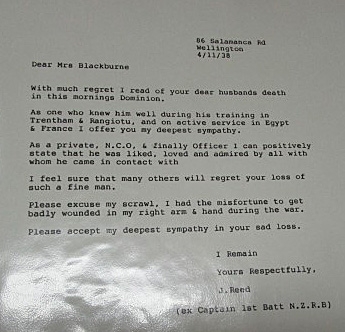 86 Salamanca Rd
Wellington
4/11/38
Dear Mrs Blackburne
With much regret I read of your dear husbands death
in this mornings Dominion.
As one who knew him well during his training in
Trentham & Rangiotu, and on active service in Egypt
& France I offer you my deepest sympathy.
As a private, N.C.O, & finally Officer I can positively
state that he was liked, loved and admired by all with
whom he came in contact with
I feel sure that many others will regret your loss of
such a fine man.
Please excuse my scrawl, I had the misfortune to get
badly wounded in my right arm & hand during the war.
Please accept my deepest sympathy in your sad loss.
I Remain
Yours Respectfully,
J.Reed
(ex Captain 1st Batt N.Z.R.B)